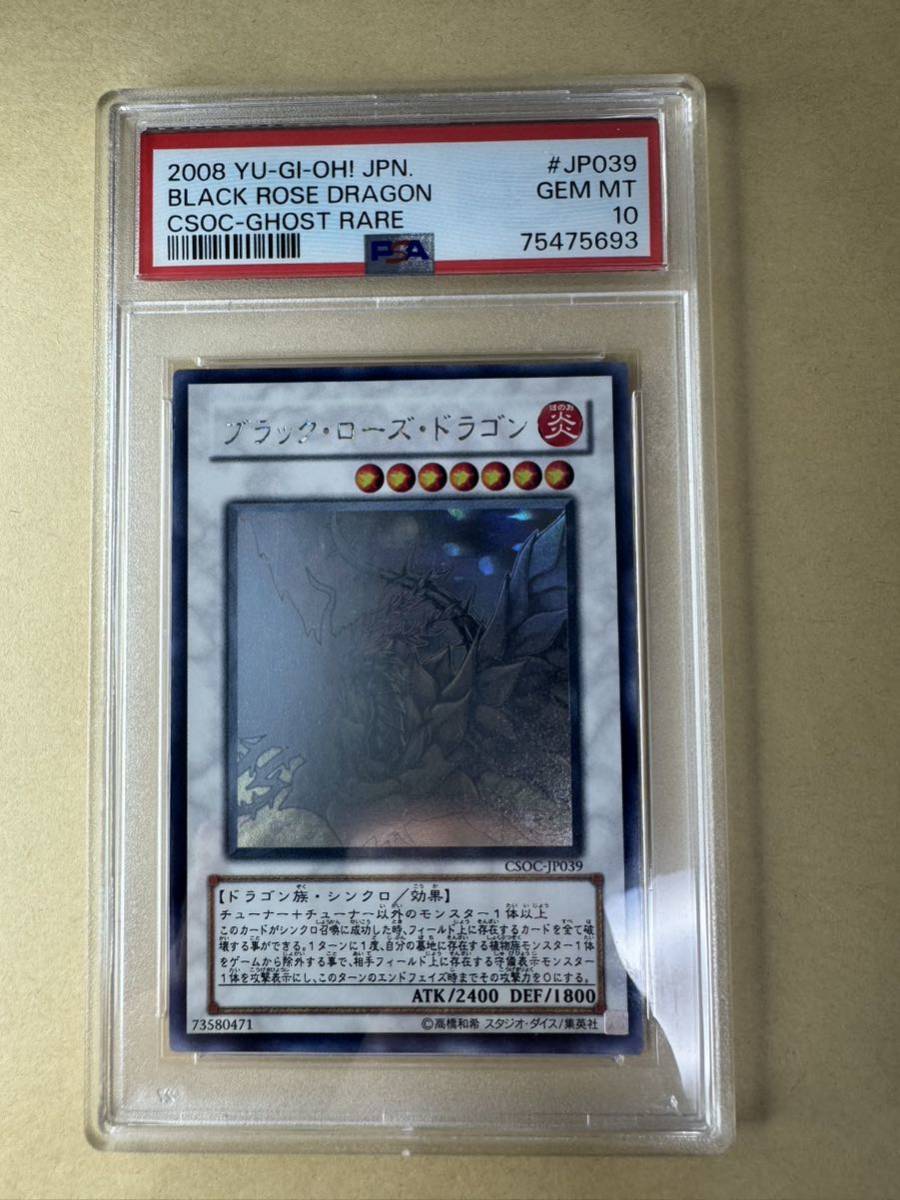 2008 YU-GI-OH! JPN. #JP039
BLACK ROSE DRAGON GEM MT
CSOC-GHOST RARE 10
PSA 75475693
ブラック・ローズ・ドラゴン
ほのお
炎
CSOC-JP039
【ドラゴン族・シンクロ/効果】
チューナー+チューナー以外のモンスター1体以上
このカードがシンクロ召喚に成功した時、フィールド上に存在するカードを全て破
壊する事ができる。1ターンに1度、自分の墓地に存在する植物族モンスター1体
をゲームから除外する事で、相手フィールド上に存在する守備表示モンスター
1体を攻撃表示にし、このターンのエンドフェイズ時までその攻撃力を0にする。
ATK/2400 DEF/1800
73580471 ©高橋和希 スタジオ・ダイス/集英社